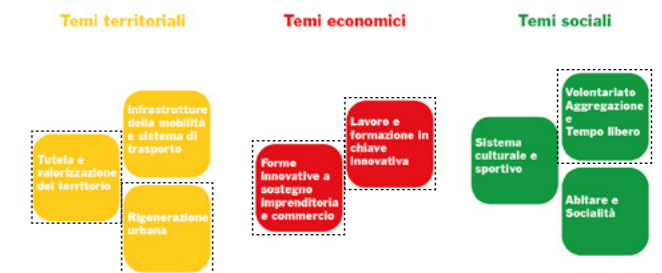 Temi territoriali
Infrastrutture
della mobilità
e sistema di
trasporto
Tutela e
valorizzazione
del territorio
Rigenerazione
urbana
Temi economici
Lavoro e
formazione in
chiave
innovativa
Forme
innovative a
sostegno
imprenditoria
e commercio
Temi sociali
Volontariato
Aggregazione
e
Tempo libero
Sistema
culturale e
sportivo
Abitare e
Socialità